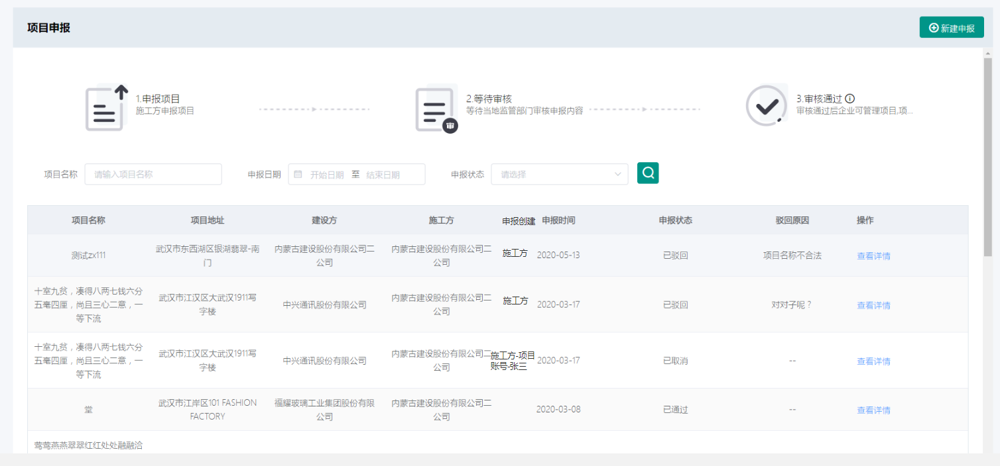 项目申报
新建申报
1.申报项目
施工方申报项目
2.等待审核
等待当地监管部门审核申报内容
审
3.审核通过
审核通过后企业可管理项目,项...
项目名称 请输入项目名称 申报日期 开始日期 至 结束日期 申报状态 请选择
项目名称 项目地址 建设方 施工方 申报创建 申报时间 申报状态 驳回原因 操作
测试zx111 武汉市东西湖区银湖翡翠-南 内蒙古建设股份有限公司二 内蒙古建设股份有限公司二 施工方 2020-05-13 已驳回 项目名称不合法 查看详情
门 公司 公司
十室九贫，凑得八两七钱六分 武汉市江汉区大武汉1911写 内蒙古建设股份有限公司二 施工方
五毫四厘，尚且三心二意，一 中兴通讯股份有限公司 2020-03-17 已驳回 对对子呢？ 查看详情
等下流 字楼 公司
十室九贫，凑得八两七钱六分 武汉市江汉区大武汉1911写 内蒙古建设股份有限公司二 施工方-项目
五毫四厘，尚且三心二意，一 中兴通讯股份有限公司 账号-张三 2020-03-17 已取消 -- 查看详情
等下流 字楼 公司
堂 武汉市江岸区101 FASHION 福耀玻璃工业集团股份有限 内蒙古建设股份有限公司二 2020-03-08 已通过 -- 查看详情
FACTORY 公司 公司
莺莺燕燕翠翠红红处处融融洽